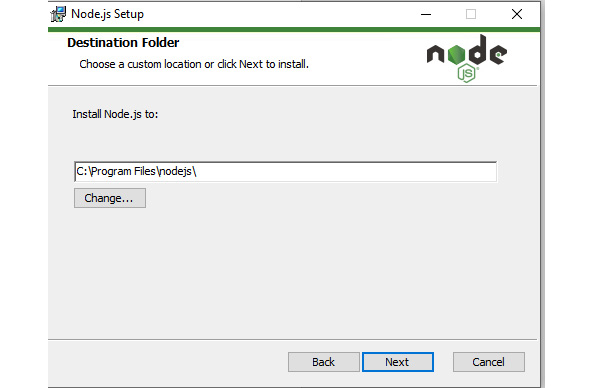 Node.js Setup
Destination Folder
Choose a custom location or click Next to install.
node
JS
Install Node.js to:
C:\Program Files\nodejs\
Change...
Back
Next
Cancel